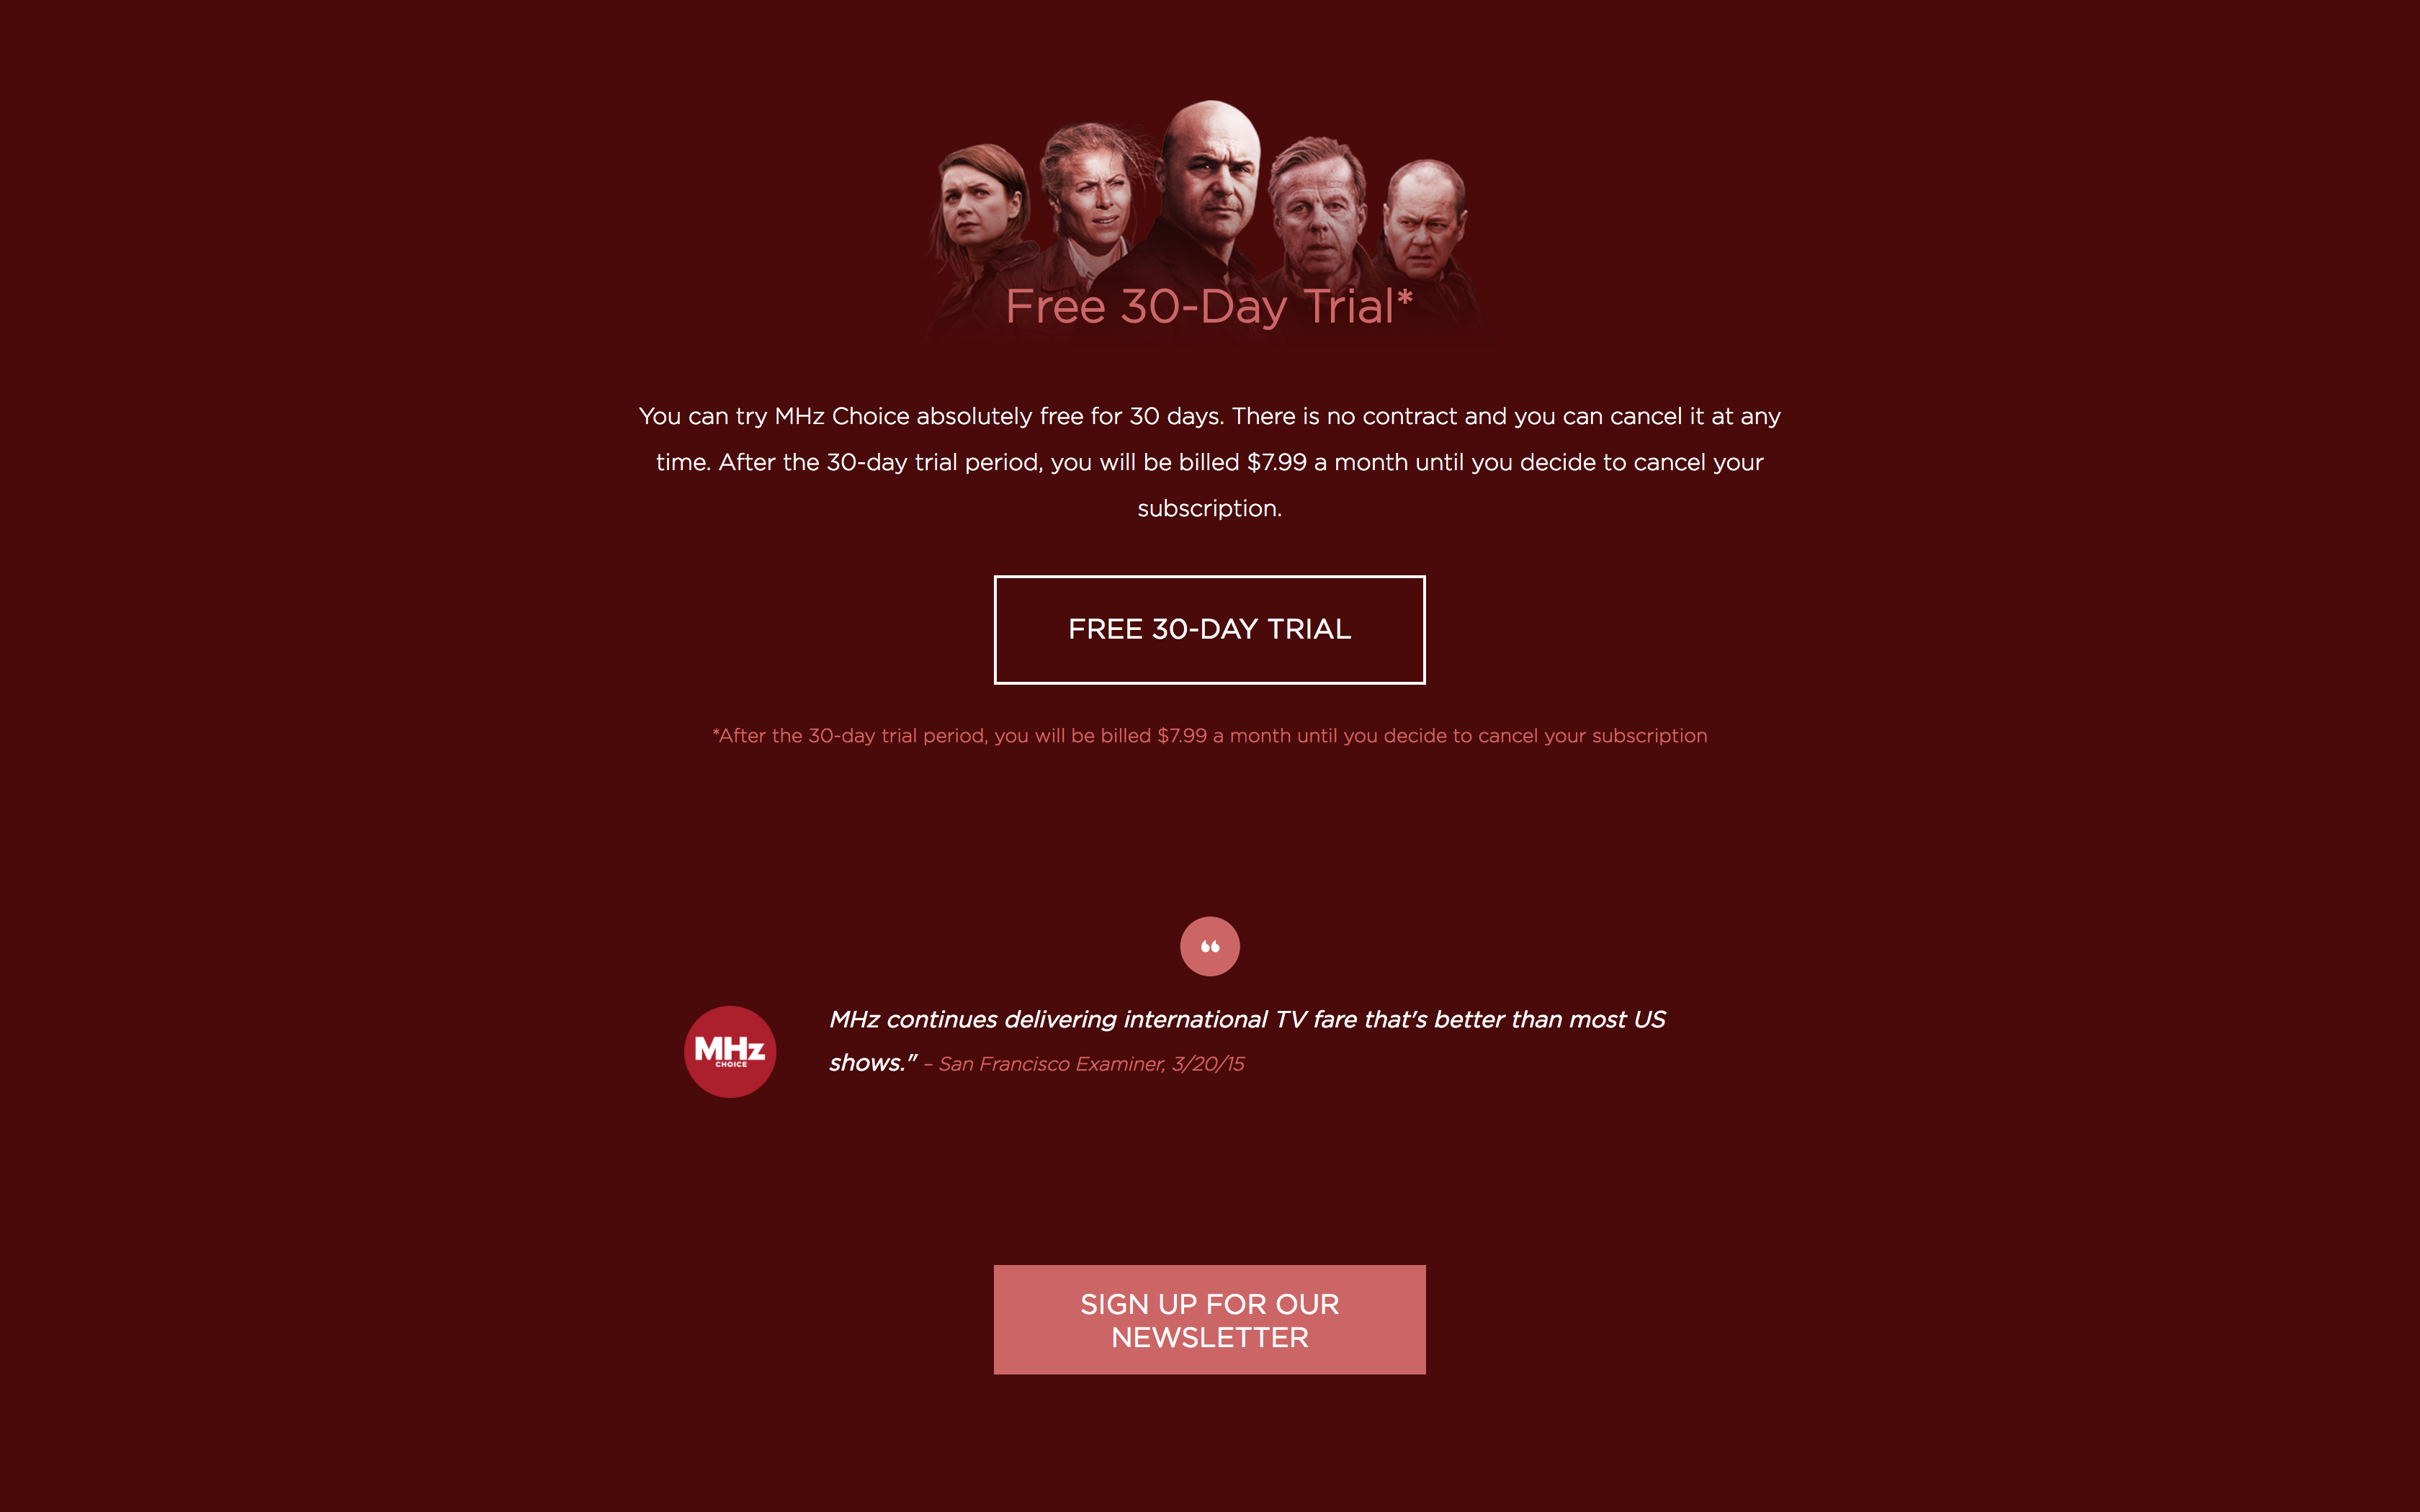 Free 30-Day Trial*
You can try MHz Choice absolutely free for 30 days. There is no contract and you can cancel it at any
time. After the 30-day trial period, you will be billed $7.99 a month until you decide to cancel your
subscription.
FREE 30-DAY TRIAL
*After the 30-day trial period, you will be billed $7.99 a month until you decide to cancel your subscription
“
MHz
CHOICE
MHz continues delivering international TV fare that's better than most US
shows." – San Francisco Examiner, 3/20/15
SIGN UP FOR OUR
NEWSLETTER